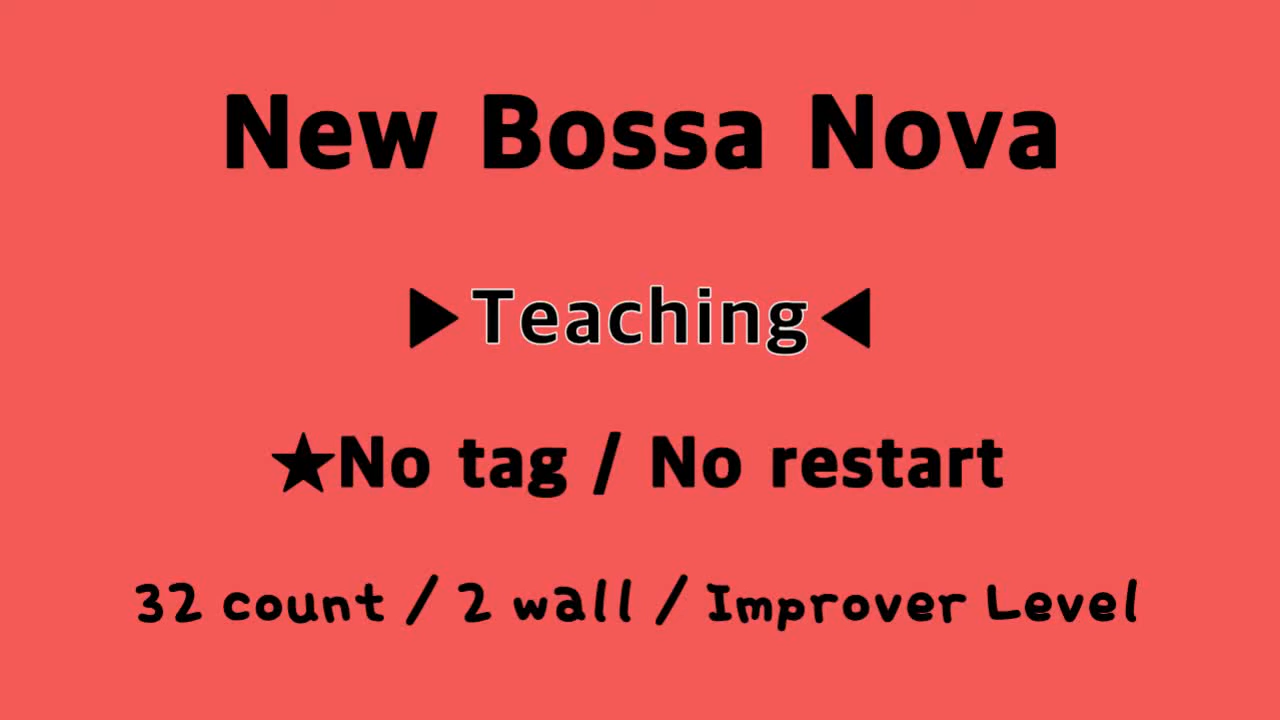 New Bossa Nova
▶Teaching◀
★No tag / No restart
32 count / 2 wall / Improver Level